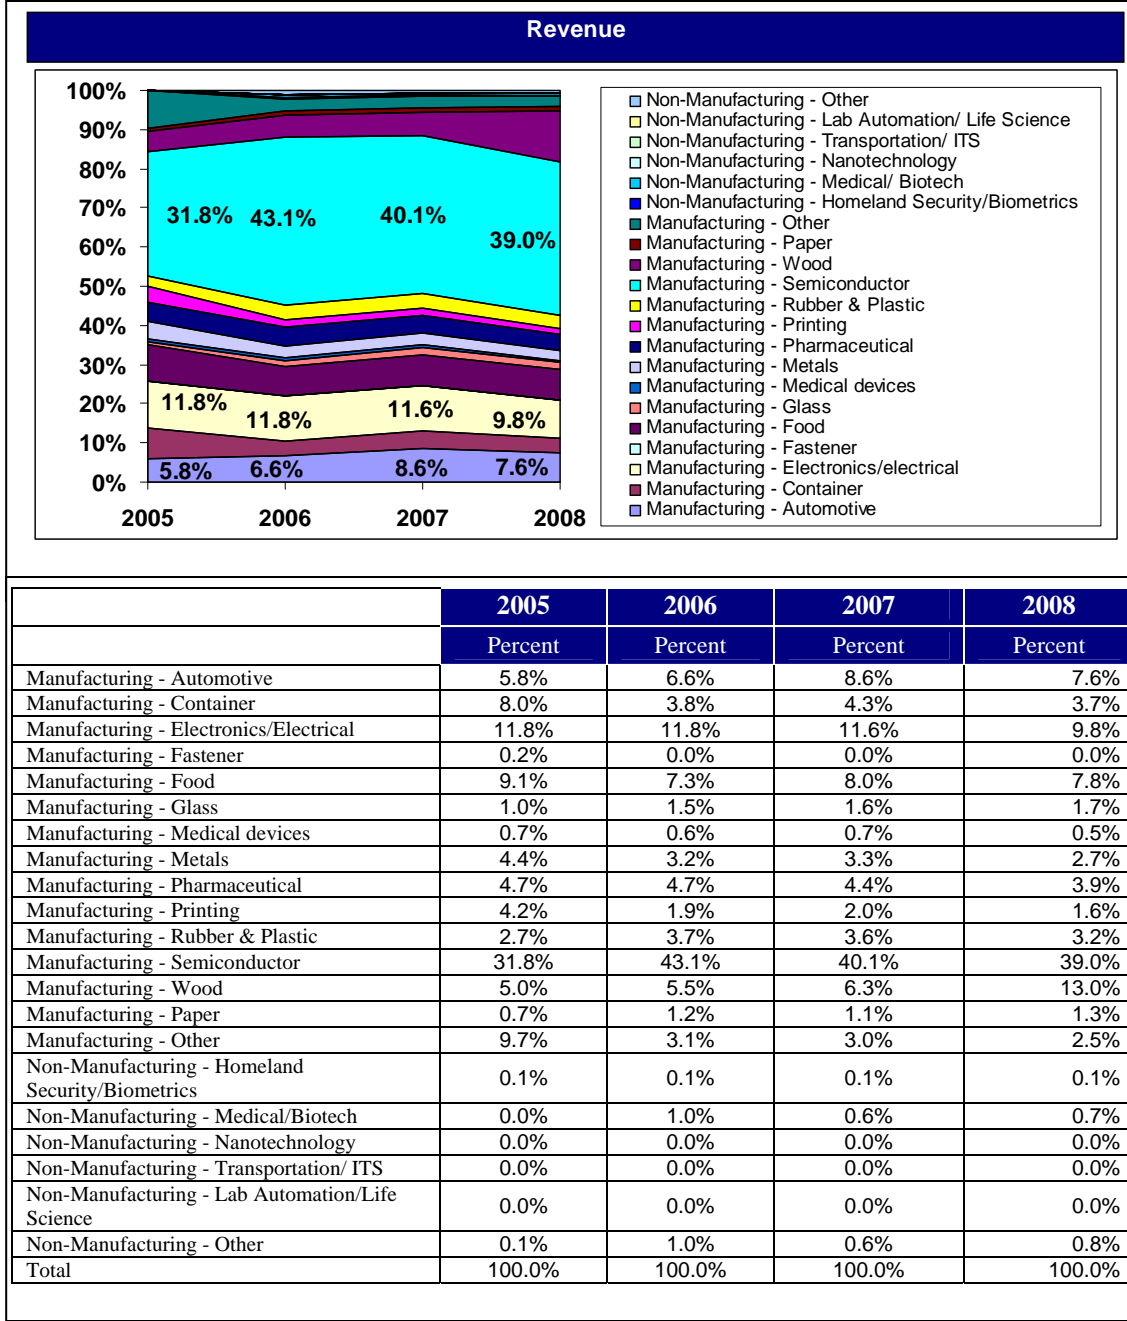 Revenue
100%
90%
80%
70%
60%
50%
40%
30%
20%
10%
0%
31.8% 43.1% 40.1% 39.0%
11.8% 11.8% 11.6% 9.8%
5.8% 6.6% 8.6% 7.6%
2005 2006 2007 2008
Non-Manufacturing - Other
Non-Manufacturing - Lab Automation/ Life Science
Non-Manufacturing - Transportation/ ITS
Non-Manufacturing - Nanotechnology
Non-Manufacturing - Medical/ Biotech
Non-Manufacturing - Homeland Security/Biometrics
Manufacturing - Other
Manufacturing - Paper
Manufacturing - Wood
Manufacturing - Semiconductor
Manufacturing - Rubber & Plastic
Manufacturing - Printing
Manufacturing - Pharmaceutical
Manufacturing - Metals
Manufacturing - Medical devices
Manufacturing - Glass
Manufacturing - Food
Manufacturing - Fastener
Manufacturing - Electronics/electrical
Manufacturing - Container
Manufacturing - Automotive
2005 2006 2007 2008
Percent Percent Percent Percent
Manufacturing - Automotive 5.8% 6.6% 8.6% 7.6%
Manufacturing - Container 8.0% 3.8% 4.3% 3.7%
Manufacturing - Electronics/Electrical 11.8% 11.8% 11.6% 9.8%
Manufacturing - Fastener 0.2% 0.0% 0.0% 0.0%
Manufacturing - Food 9.1% 7.3% 8.0% 7.8%
Manufacturing - Glass 1.0% 1.5% 1.6% 1.7%
Manufacturing - Medical devices 0.7% 0.6% 0.7% 0.5%
Manufacturing - Metals 4.4% 3.2% 3.3% 2.7%
Manufacturing - Pharmaceutical 4.7% 4.7% 4.4% 3.9%
Manufacturing - Printing 4.2% 1.9% 2.0% 1.6%
Manufacturing - Rubber & Plastic 2.7% 3.7% 3.6% 3.2%
Manufacturing - Semiconductor 31.8% 43.1% 40.1% 39.0%
Manufacturing - Wood 5.0% 5.5% 6.3% 13.0%
Manufacturing - Paper 0.7% 1.2% 1.1% 1.3%
Manufacturing - Other 9.7% 3.1% 3.0% 2.5%
Non-Manufacturing - Homeland
Security/Biometrics 0.1% 0.1% 0.1% 0.1%
Non-Manufacturing - Medical/Biotech 0.0% 1.0% 0.6% 0.7%
Non-Manufacturing - Nanotechnology 0.0% 0.0% 0.0% 0.0%
Non-Manufacturing - Transportation/ ITS 0.0% 0.0% 0.0% 0.0%
Non-Manufacturing - Lab Automation/Life
Science 0.0% 0.0% 0.0% 0.0%
Non-Manufacturing - Other 0.1% 1.0% 0.6% 0.8%
Total 100.0% 100.0% 100.0% 100.0%